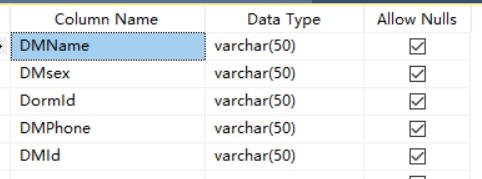 Column Name Data Type Allow Nulls
DMName varchar(50)
DMsex varchar(50)
DormId varchar(50)
DMPhone varchar(50)
DMId varchar(50)